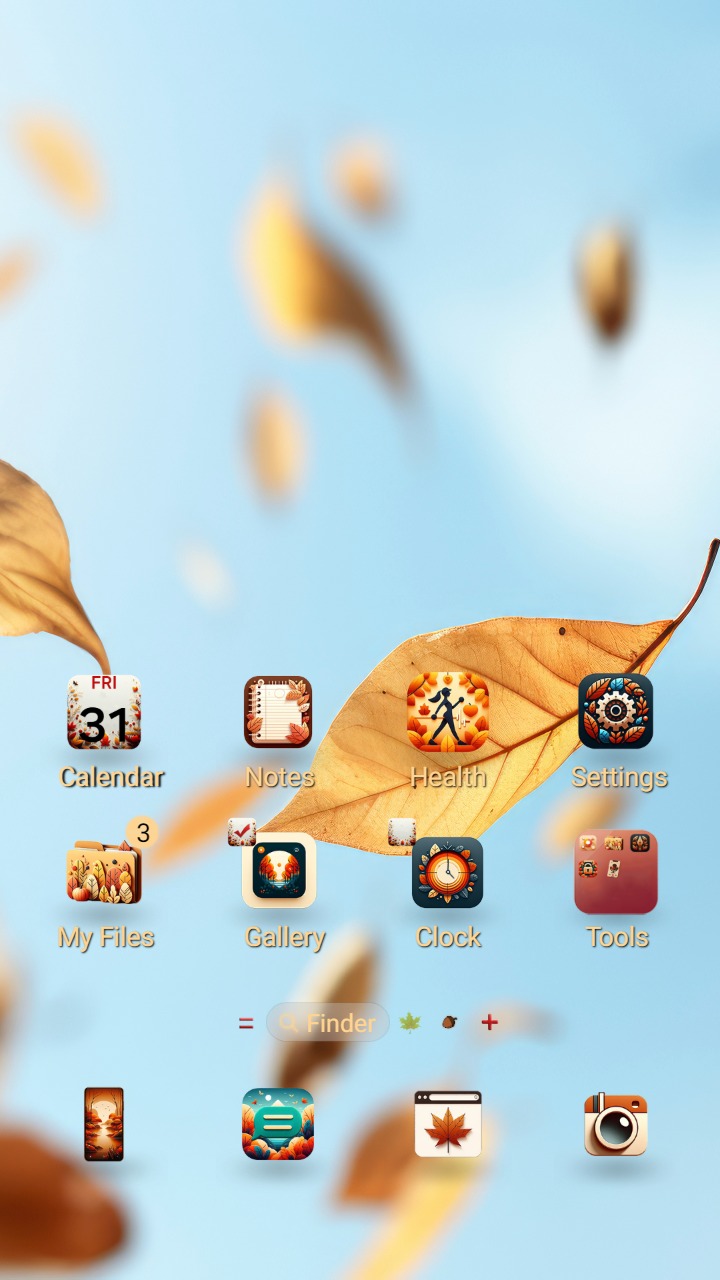 FRI
31
Calendar
Notes
Health
Settings
3
My Files
Gallery
Clock
Tools
Finder